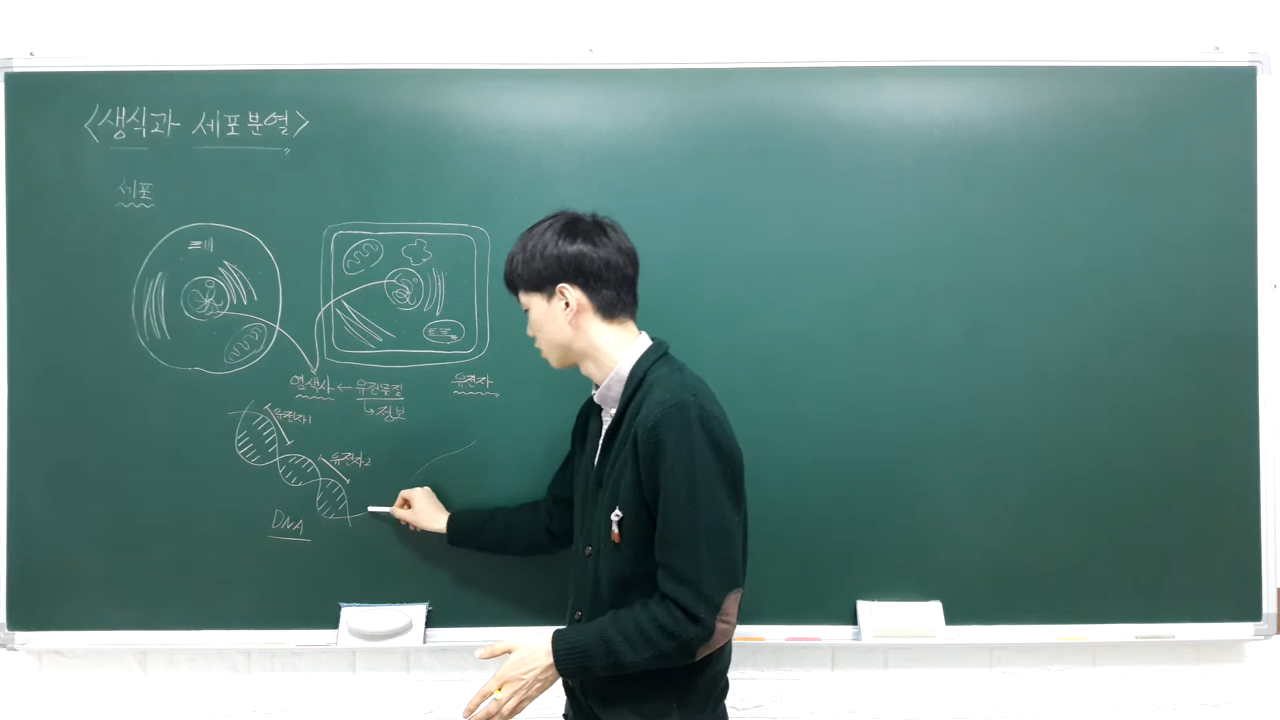 <생식과 세포분열>
세포
염색사 ← 유전물질
↳ 정보
유전자
유전자1
유전자2
DNA